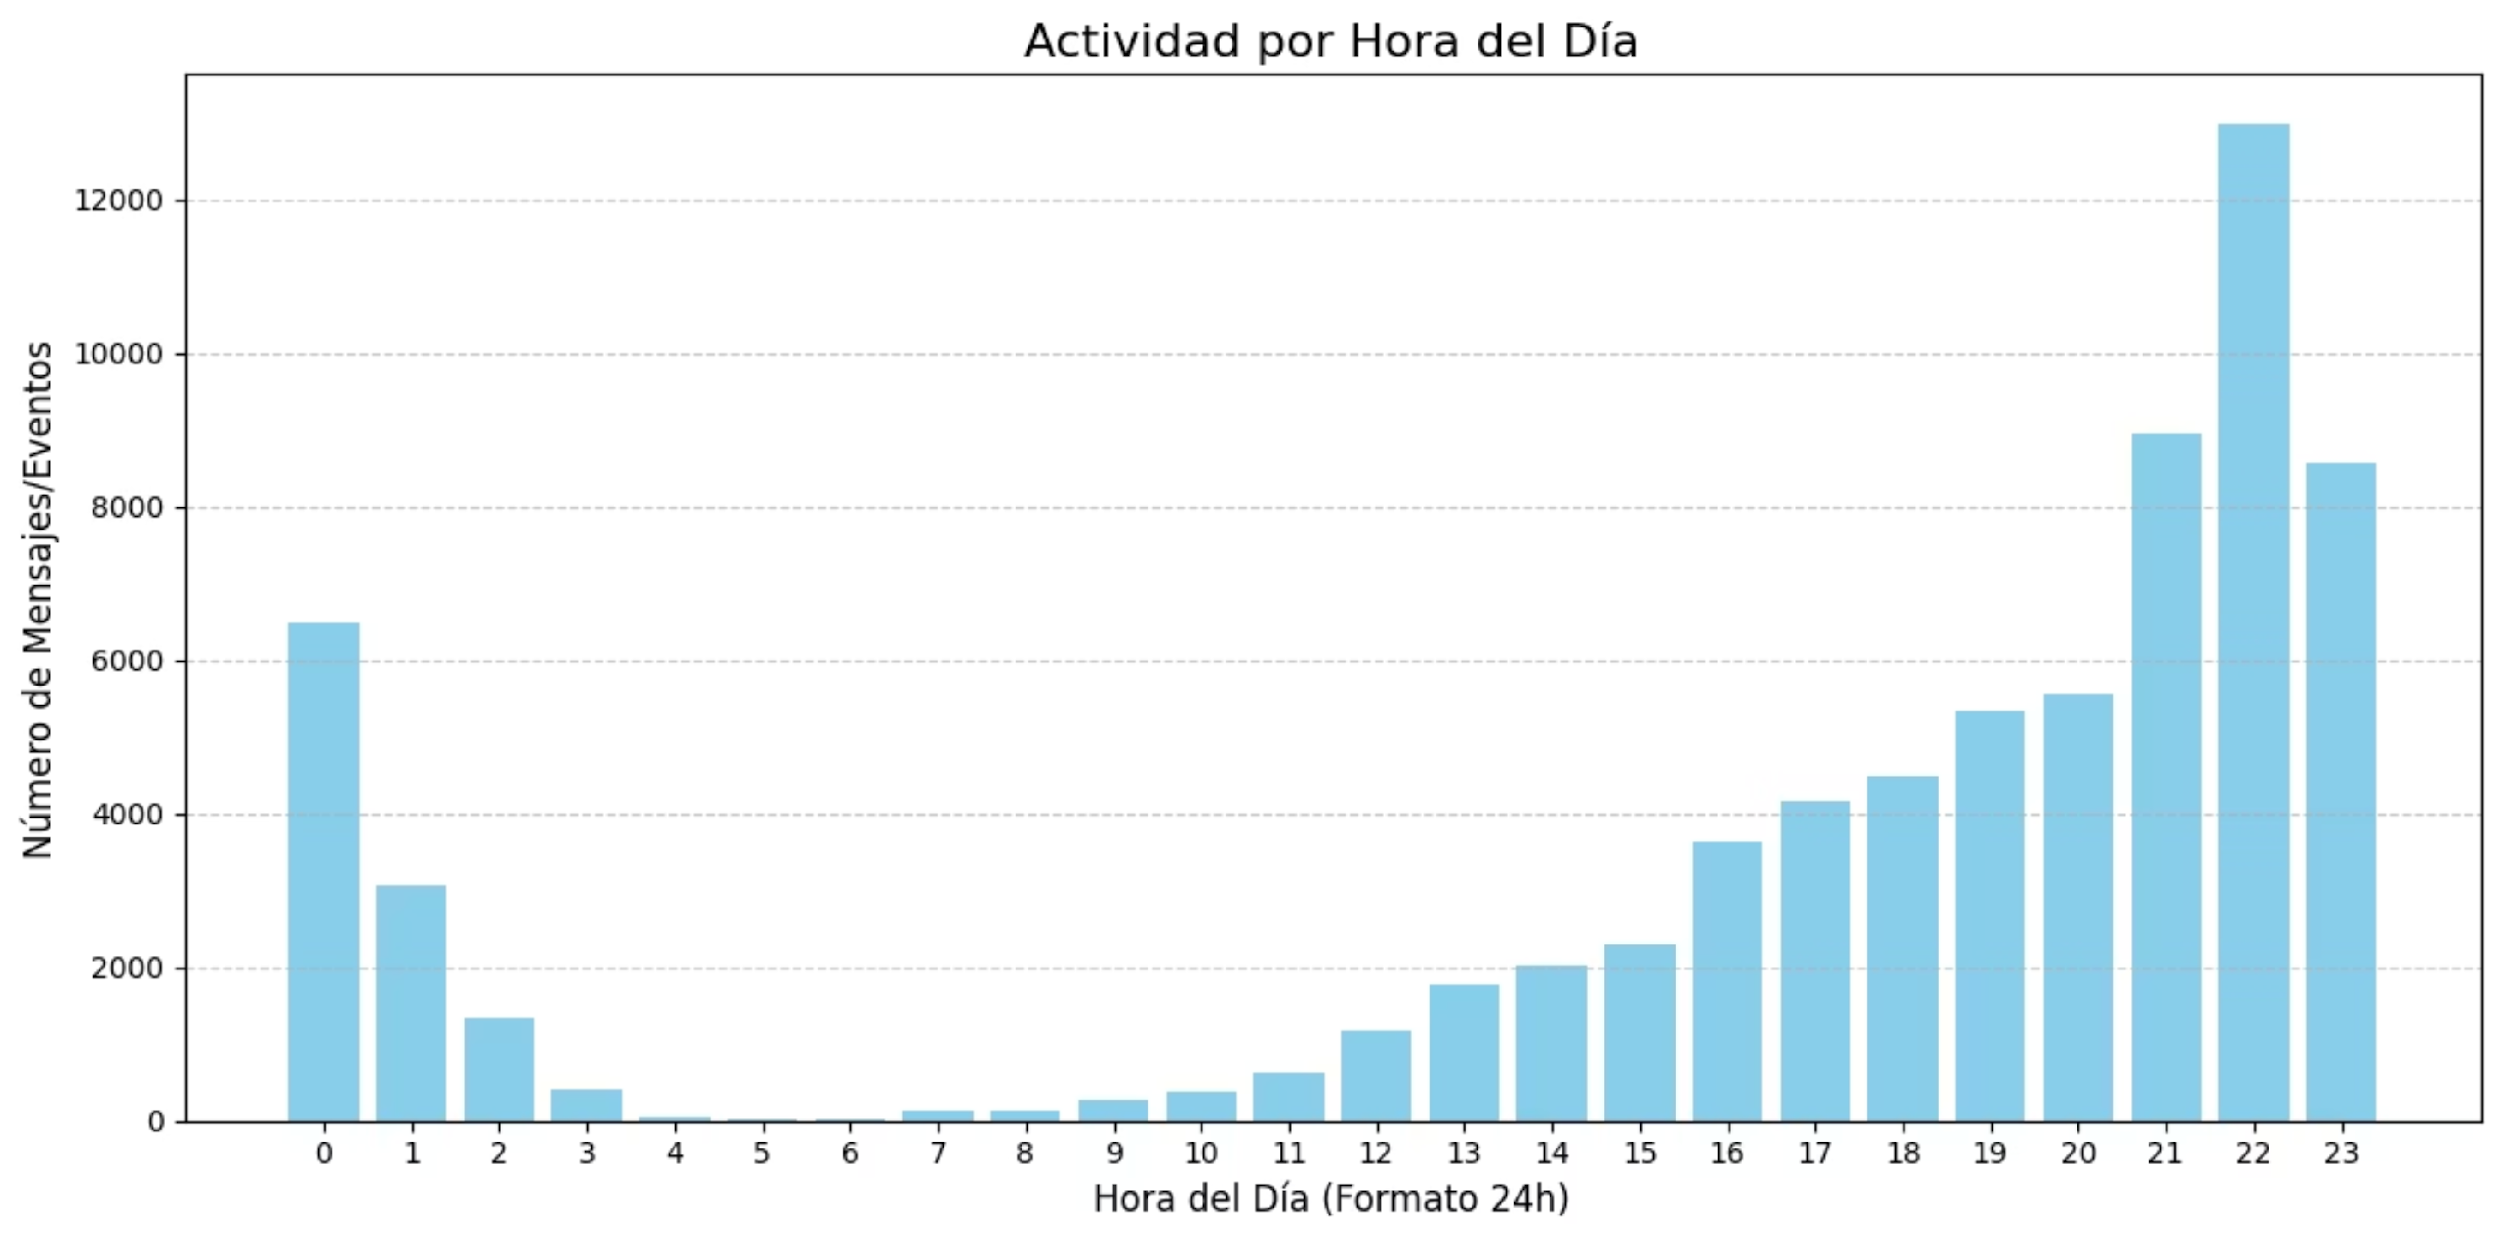 Actividad por Hora del Día
Número de Mensajes/Eventos
12000
10000
8000
6000
4000
2000
0
0 1 2 3 4 5 6 7 8 9 10 11 12 13 14 15 16 17 18 19 20 21 22 23
Hora del Día (Formato 24h)